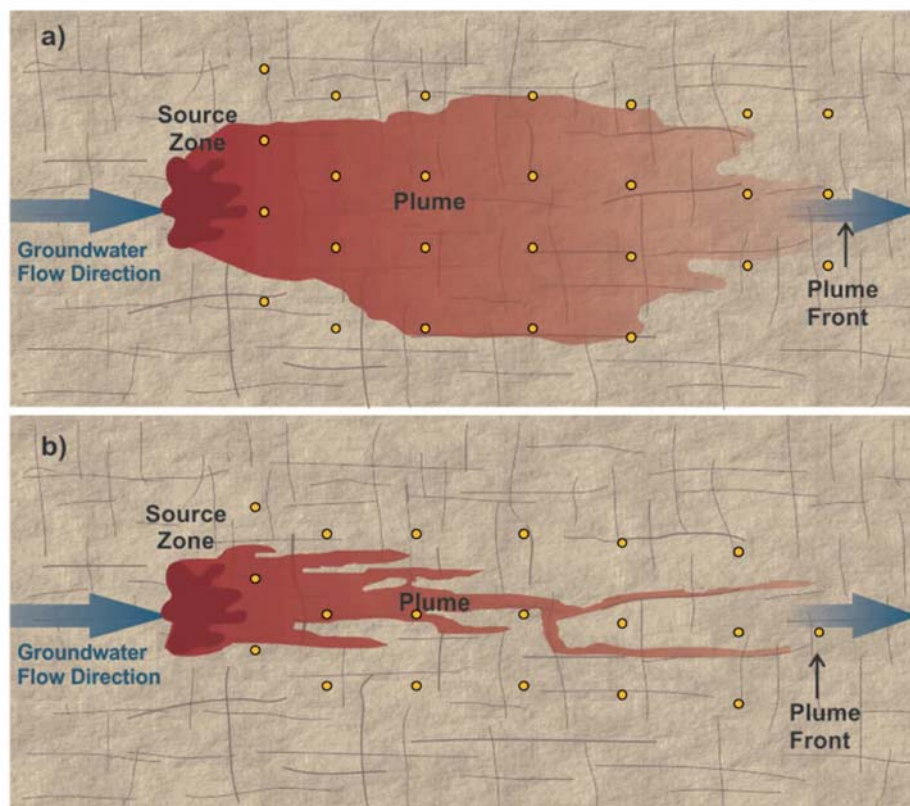 a)
Source
Zone
Plume
Groundwater
Flow Direction
Plume
Front
b)
Source
Zone
Plume
Groundwater
Flow Direction
Plume
Front